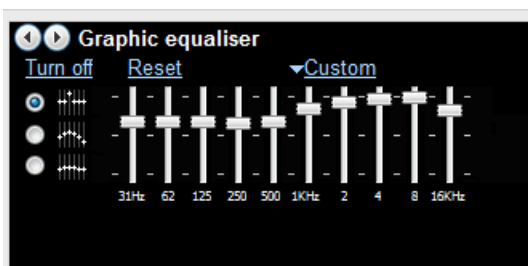 Graphic equaliser
Turn off Reset Custom
31Hz 62 125 250 500 1KHz 2 4 8 16KHz